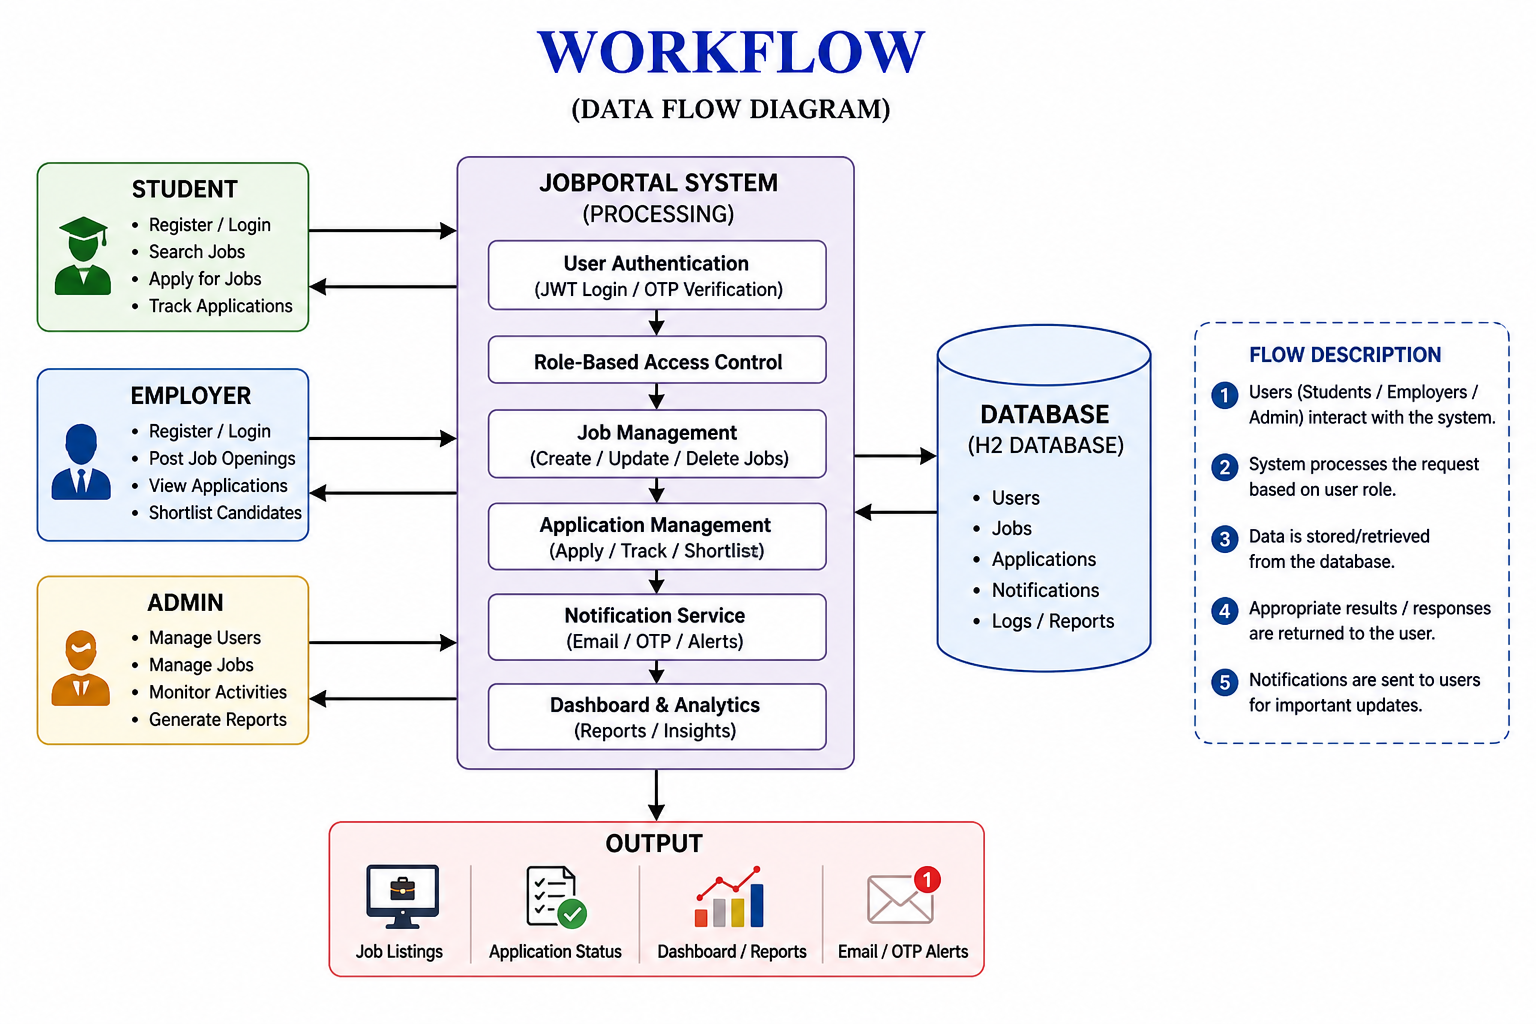 WORKFLOW
(DATA FLOW DIAGRAM)
STUDENT
• Register / Login
• Search Jobs
• Apply for Jobs
• Track Applications
EMPLOYER
• Register / Login
• Post Job Openings
• View Applications
• Shortlist Candidates
ADMIN
• Manage Users
• Manage Jobs
• Monitor Activities
• Generate Reports
JOBPORTAL SYSTEM
(PROCESSING)
User Authentication
(JWT Login / OTP Verification)
Role-Based Access Control
Job Management
(Create / Update / Delete Jobs)
Application Management
(Apply / Track / Shortlist)
Notification Service
(Email / OTP / Alerts)
Dashboard & Analytics
(Reports / Insights)
DATABASE
(H2 DATABASE)
• Users
• Jobs
• Applications
• Notifications
• Logs / Reports
FLOW DESCRIPTION
1 Users (Students / Employers /
Admin) interact with the system.
2 System processes the request
based on user role.
3 Data is stored/retrieved
from the database.
4 Appropriate results / responses
are returned to the user.
5 Notifications are sent to users
for important updates.
OUTPUT
Job Listings
Application Status
Dashboard / Reports
1
Email / OTP Alerts